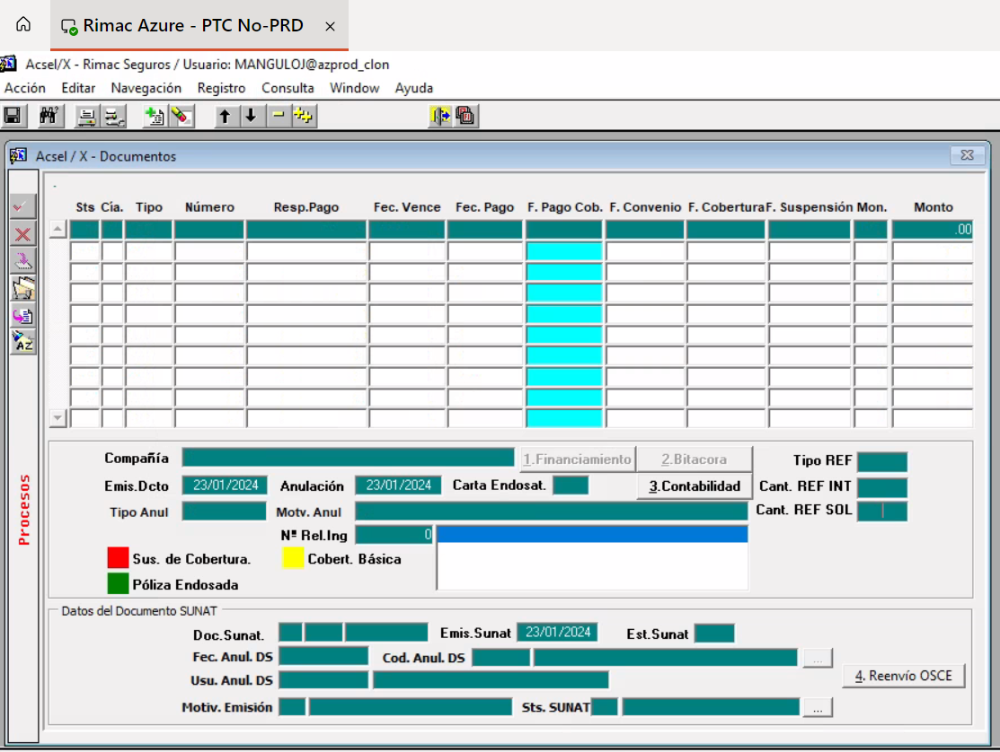 Rimac Azure - PTC No-PRD
Acsel/X - Rimac Seguros / Usuario: MANGULOJ@azprod_clon
Acción Editar Navegación Registro Consulta Window Ayuda
Acsel / X - Documentos
-
Sts Cía. Tipo Número Resp.Pago Fec. Vence Fec. Pago F. Pago Cob. F. Convenio F. Cobertura F. Suspensión Mon. Monto
.00
AZ
Procesos
Compañía 1.Financiamiento 2.Bitacora Tipo REF
Emis.Dcto 23/01/2024 Anulación 23/01/2024 Carta Endosat. 3.Contabilidad Cant. REF INT
Tipo Anul Motv. Anul Cant. REF SOL
Nº Rel.Ing 0
Sus. de Cobertura. Cobert. Básica
Póliza Endosada
Datos del Documento SUNAT
Doc.Sunat. Emis.Sunat 23/01/2024 Est.Sunat
Fec. Anul. DS Cod. Anul. DS ...
Usu. Anul. DS 4. Reenvío OSCE
Motiv. Emisión Sts. SUNAT ...